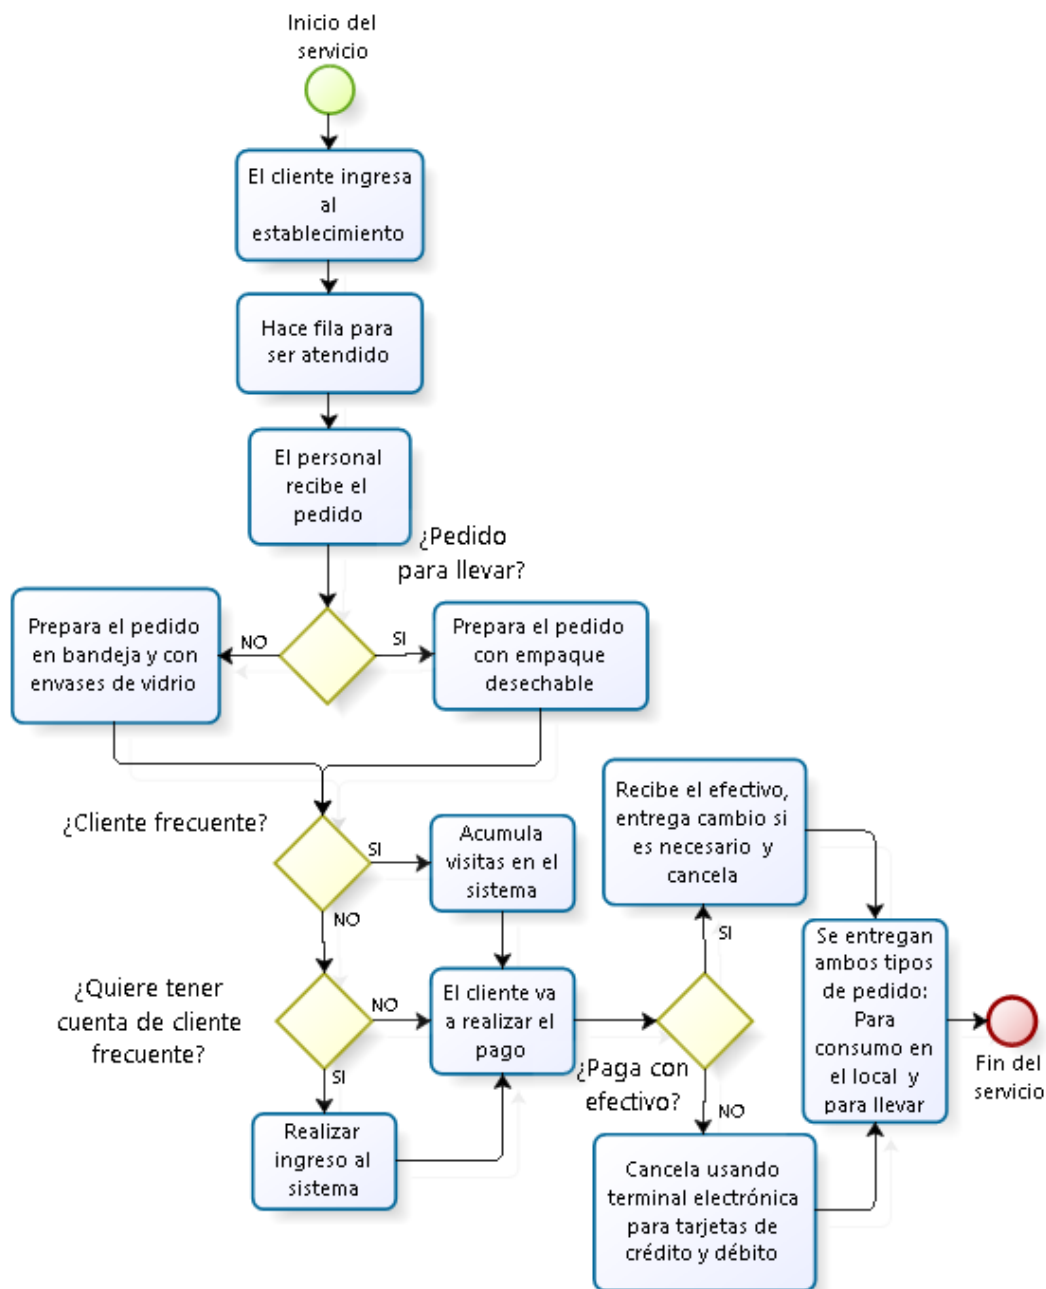 Inicio del
servicio
El cliente ingresa
al
establecimiento
Hace fila para
ser atendido
El personal
recibe el
pedido
¿Pedido
para llevar?
Prepara el pedido
en bandeja y con
envases de vidrio
NO
SI
Prepara el pedido
con empaque
desechable
¿Cliente frecuente?
SI
Acumula
visitas en el
sistema
NO
Recibe el efectivo,
entrega cambio si
es necesario y
cancela
¿Quiere tener
cuenta de cliente
frecuente?
NO
SI
El cliente va
a realizar el
pago
Realizar
ingreso al
sistema
¿Paga con
efectivo?
SI
NO
Cancela usando
terminal electrónica
para tarjetas de
crédito y débito
Se entregan
ambos tipos
de pedido:
Para
consumo en
el local y
para llevar
Fin del
servicio